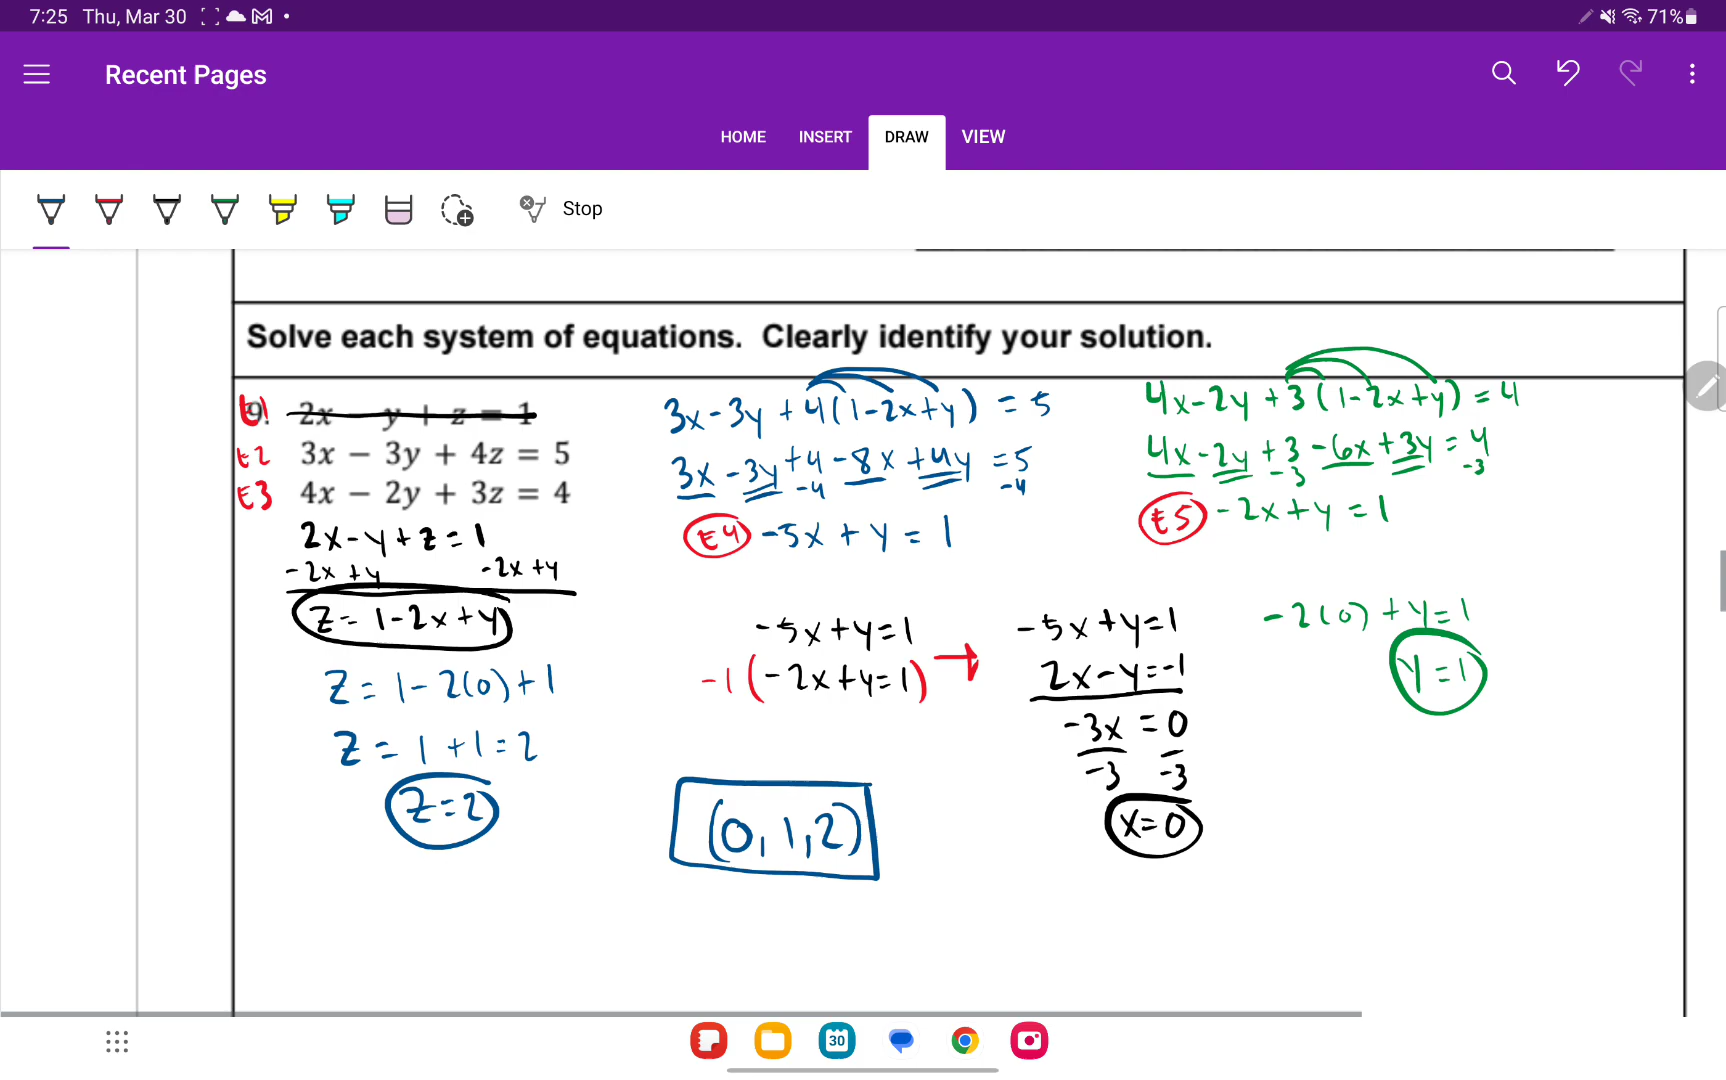 7:25 Thu, Mar 30 71%
Recent Pages
HOME INSERT DRAW VIEW
Stop
Solve each system of equations. Clearly identify your solution.
E1 9. 2x - y + z = 1
E2 3x − 3y + 4z = 5
E3 4x − 2y + 3z = 4
2x-y+z=1
-2x+y -2x+y
z=1-2x+y
z=1-2(0)+1
z=1+1=2
z=2
3x-3y+4(1-2x+y)=5
3x-3y+4-8x+4y=5
-4 -4
E4 -5x+y=1
-5x+y=1
-1(-2x+y=1) →
(0,1,2)
-5x+y=1
2x-y=-1
-3x=0
-3 -3
x=0
4x-2y+3(1-2x+y)=4
4x-2y+3-6x+3y=4
-3 -3
E5 -2x+y=1
-2(0)+y=1
y=1
30